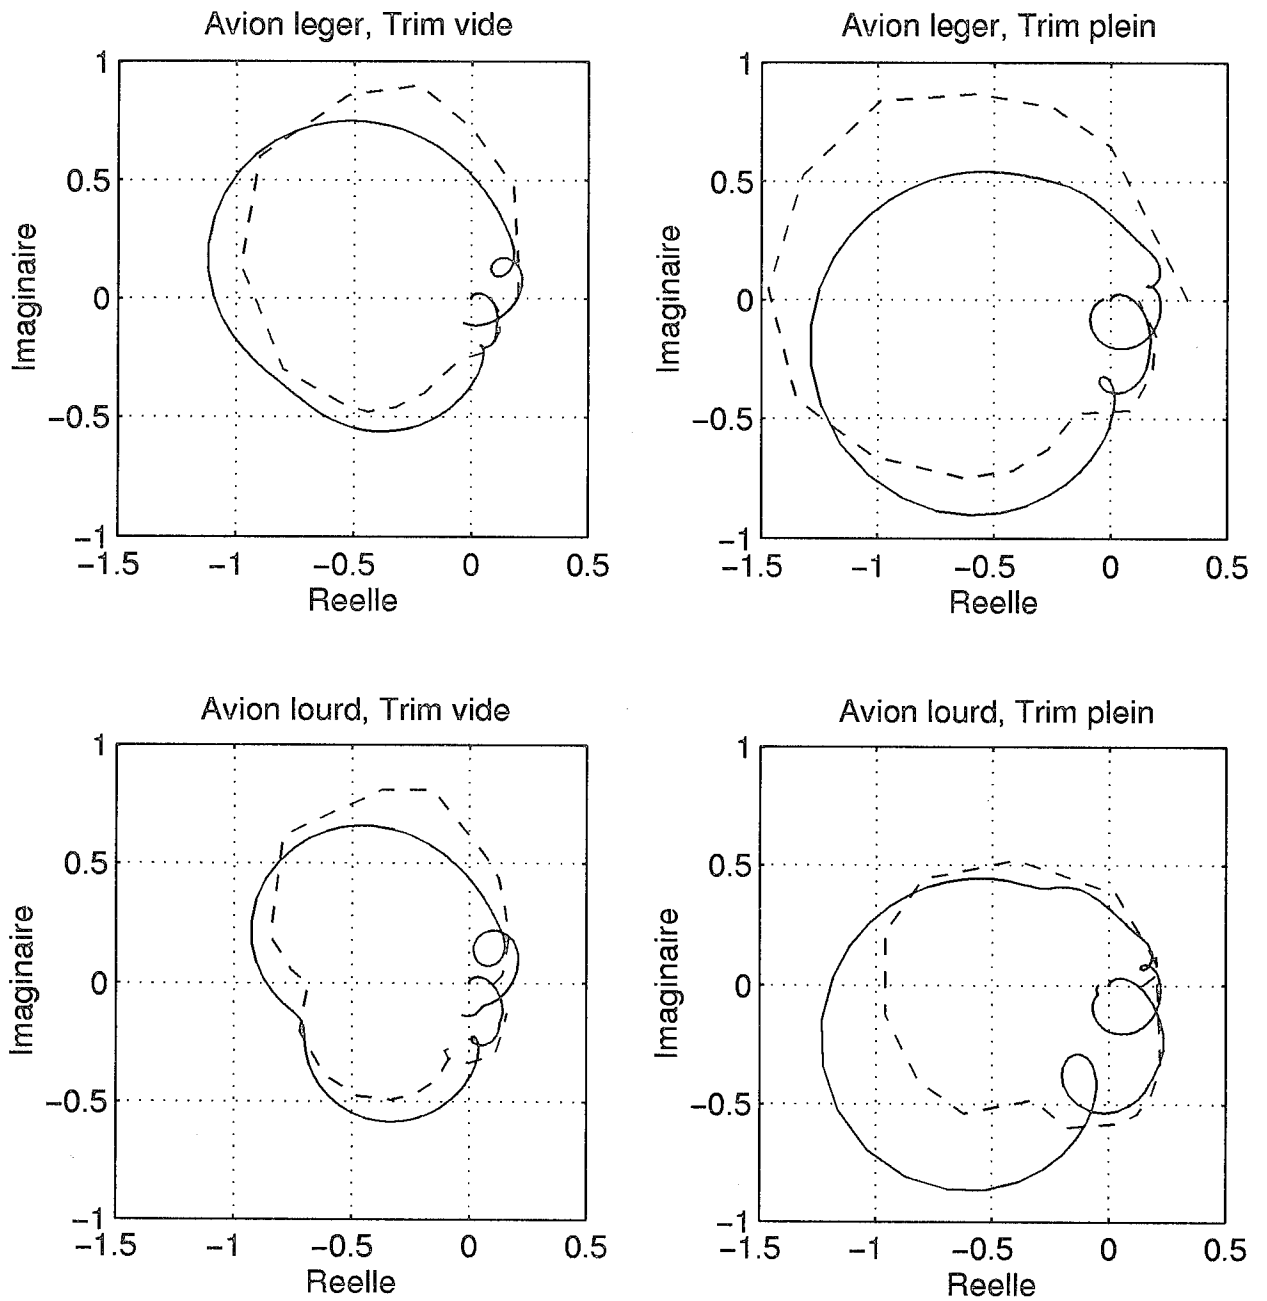 Avion leger, Trim vide
1
0.5
0
−0.5
−1
−1.5 −1 −0.5 0 0.5
Imaginaire
Reelle
Avion leger, Trim plein
1
0.5
0
−0.5
−1
−1.5 −1 −0.5 0 0.5
Imaginaire
Reelle
Avion lourd, Trim vide
1
0.5
0
−0.5
−1
−1.5 −1 −0.5 0 0.5
Imaginaire
Reelle
Avion lourd, Trim plein
1
0.5
0
−0.5
−1
−1.5 −1 −0.5 0 0.5
Imaginaire
Reelle